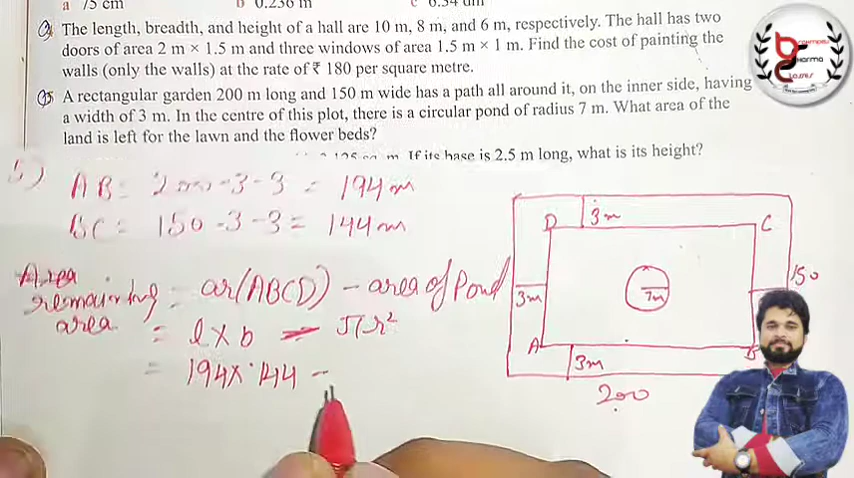 a 75 cm b 0.236 m c 6.54 dm
Q4 The length, breadth, and height of a hall are 10 m, 8 m, and 6 m, respectively. The hall has two
doors of area 2 m × 1.5 m and three windows of area 1.5 m × 1 m. Find the cost of painting the
walls (only the walls) at the rate of ₹ 180 per square metre.
Q5 A rectangular garden 200 m long and 150 m wide has a path all around it, on the inner side, having
a width of 3 m. In the centre of this plot, there is a circular pond of radius 7 m. What area of the
land is left for the lawn and the flower beds?
m. If its base is 2.5 m long, what is its height?
5) AB = 200-3-3 = 194m
BC = 150-3-3 = 144m
remaining area = ar(ABCD) - area of Pond
= l×b - πr²
= 194×144 -
D 3m C
3m 7m 150
A B
3m
200